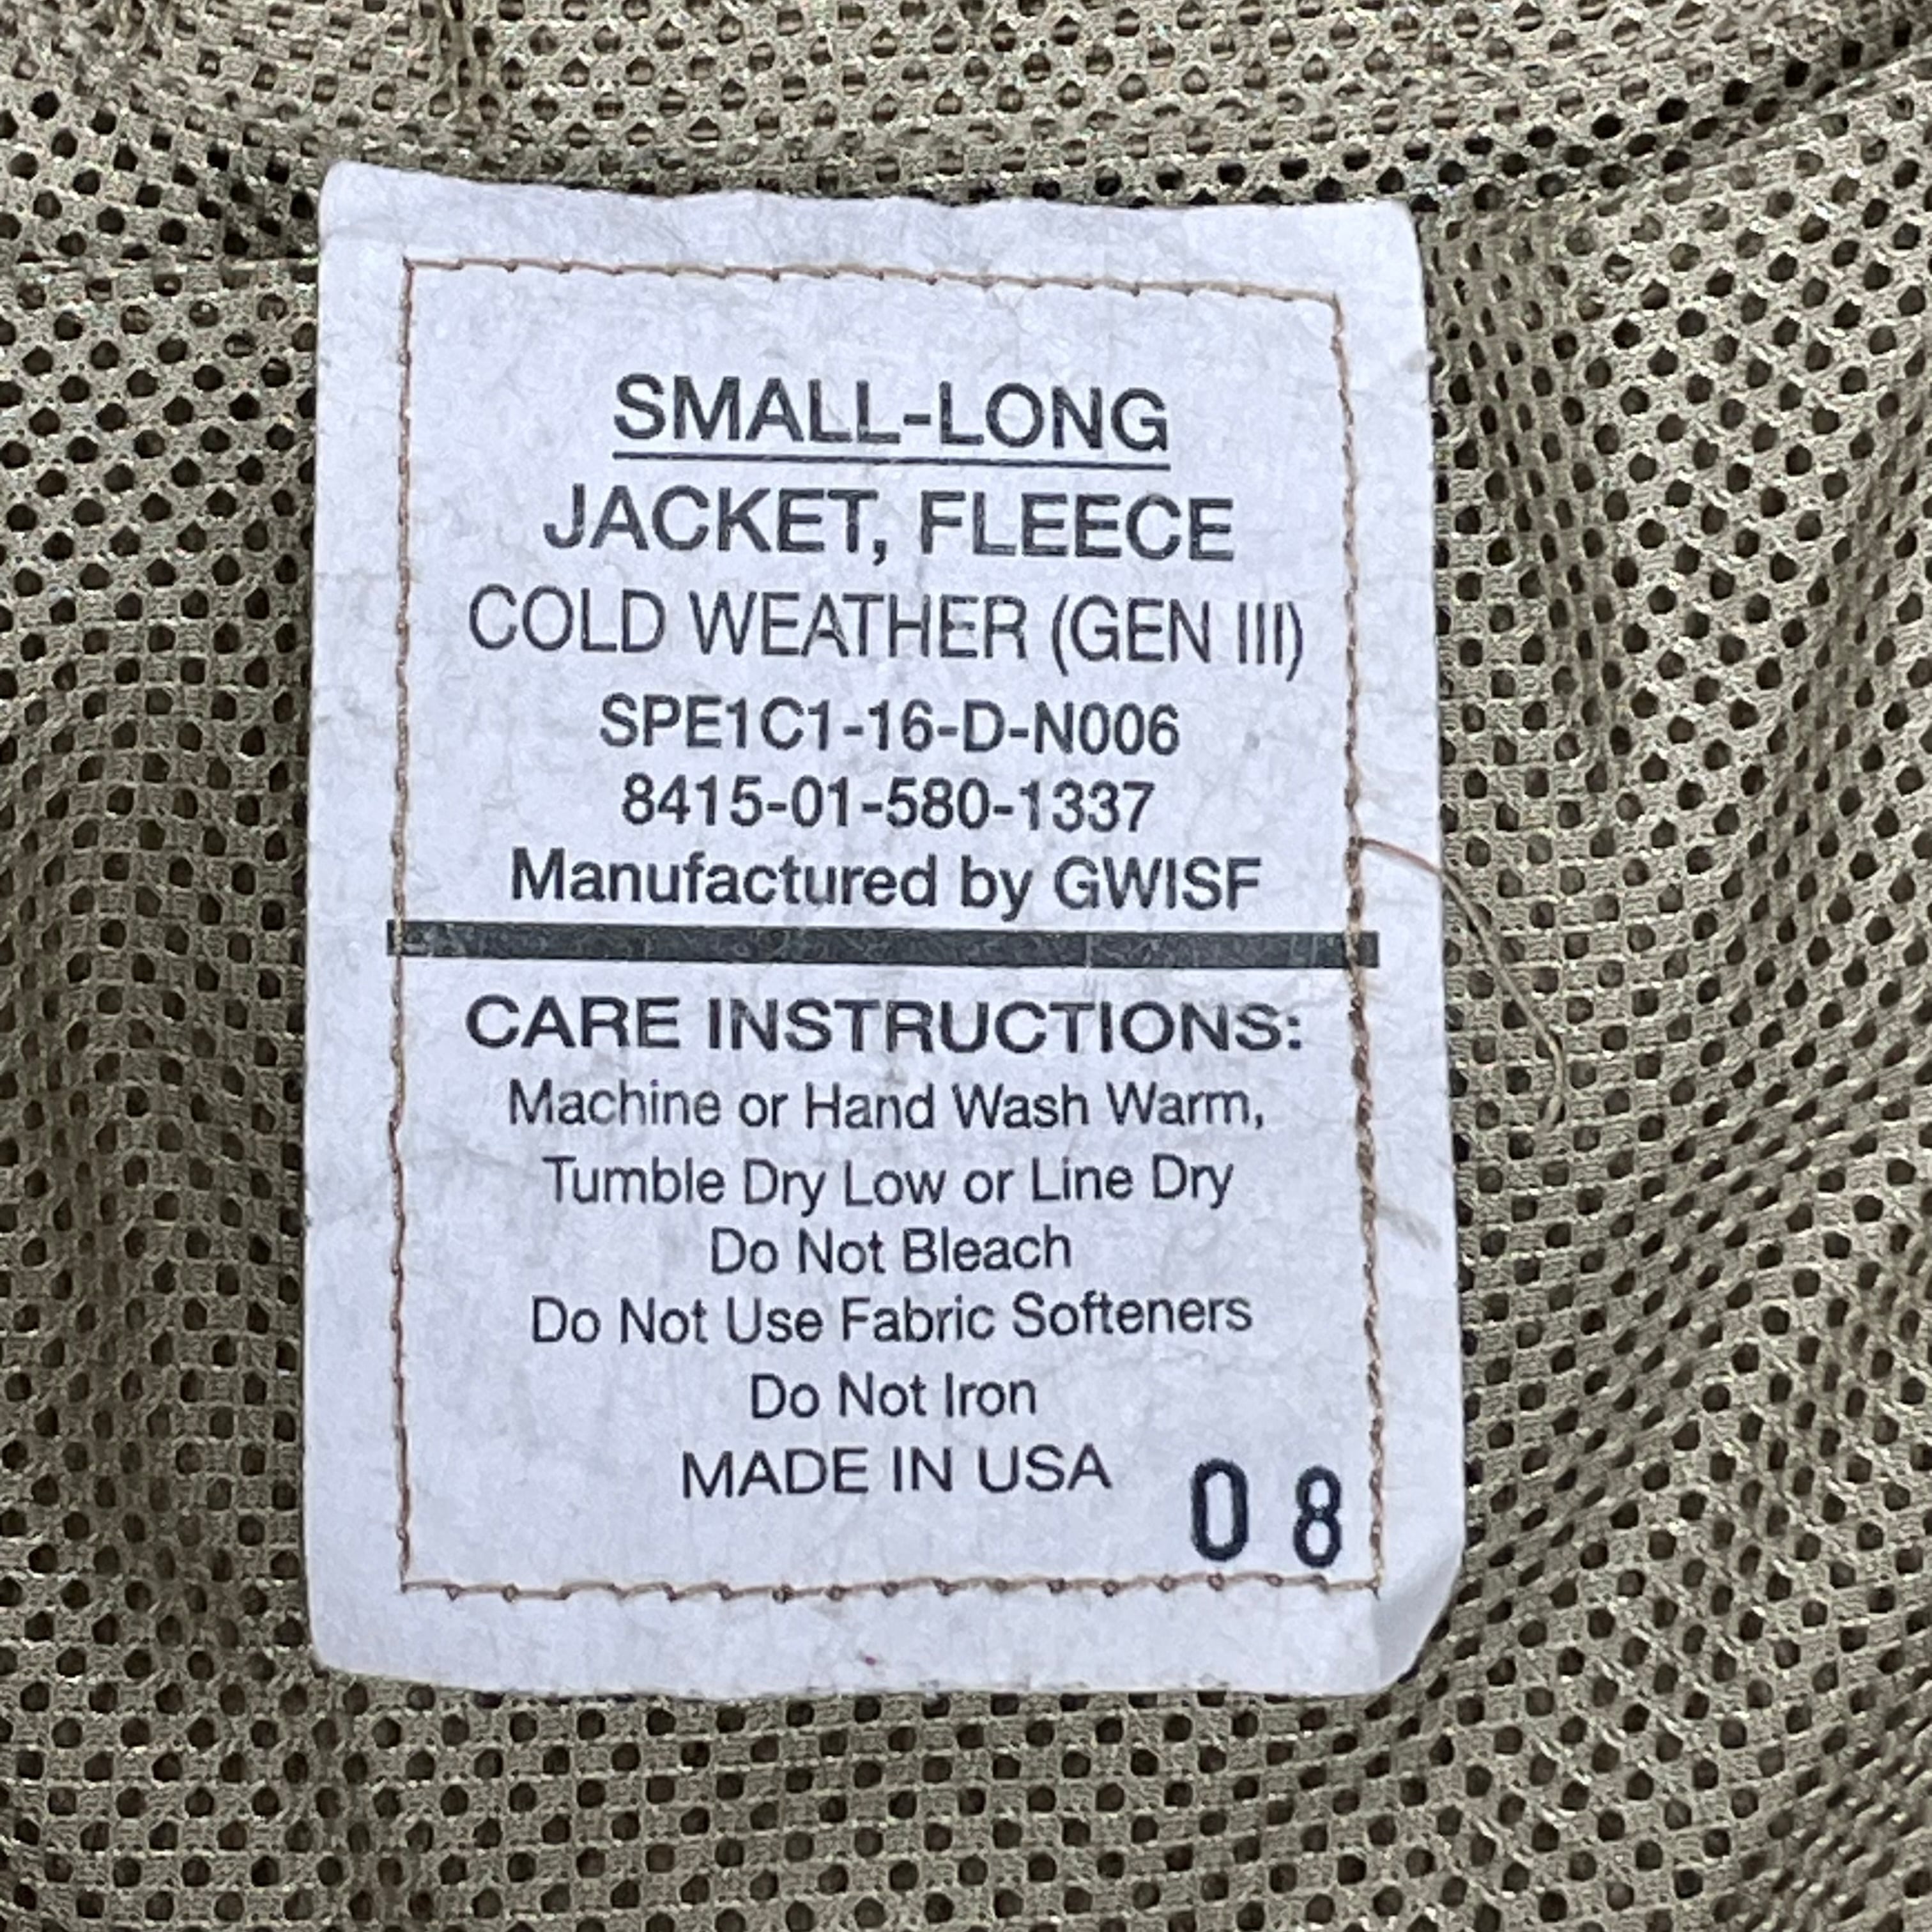 SMALL-LONG
JACKET, FLEECE
COLD WEATHER (GEN III)
SPE1C1-16-D-N006
8415-01-580-1337
Manufactured by GWISF
CARE INSTRUCTIONS:
Machine or Hand Wash Warm,
Tumble Dry Low or Line Dry
Do Not Bleach
Do Not Use Fabric Softeners
Do Not Iron
MADE IN USA
08